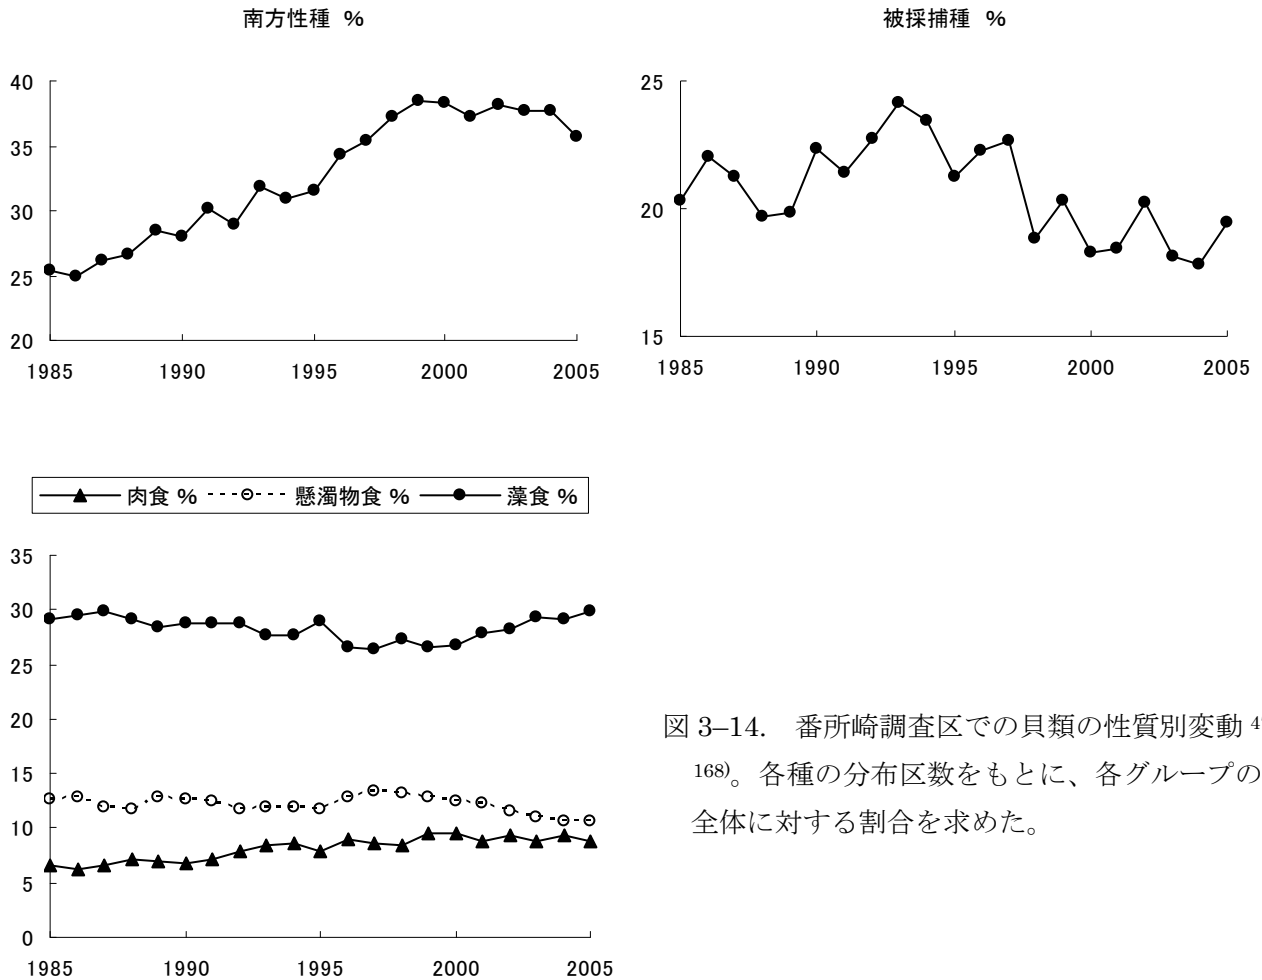 南方性種 %
40
35
30
25
20
1985 1990 1995 2000 2005
被採捕種 %
25
20
15
1985 1990 1995 2000 2005
肉食 % 懸濁物食 % 藻食 %
35
30
25
20
15
10
5
0
1985 1990 1995 2000 2005
図 3–14. 番所崎調査区での貝類の性質別変動
168)。各種の分布区数をもとに、各グループの
全体に対する割合を求めた。